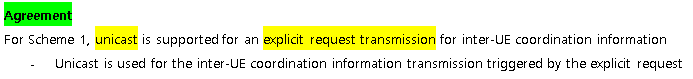 Agreement
For Scheme 1, unicast is supported for an explicit request transmission for inter-UE coordination information
- Unicast is used for the inter-UE coordination information transmission triggered by the explicit request